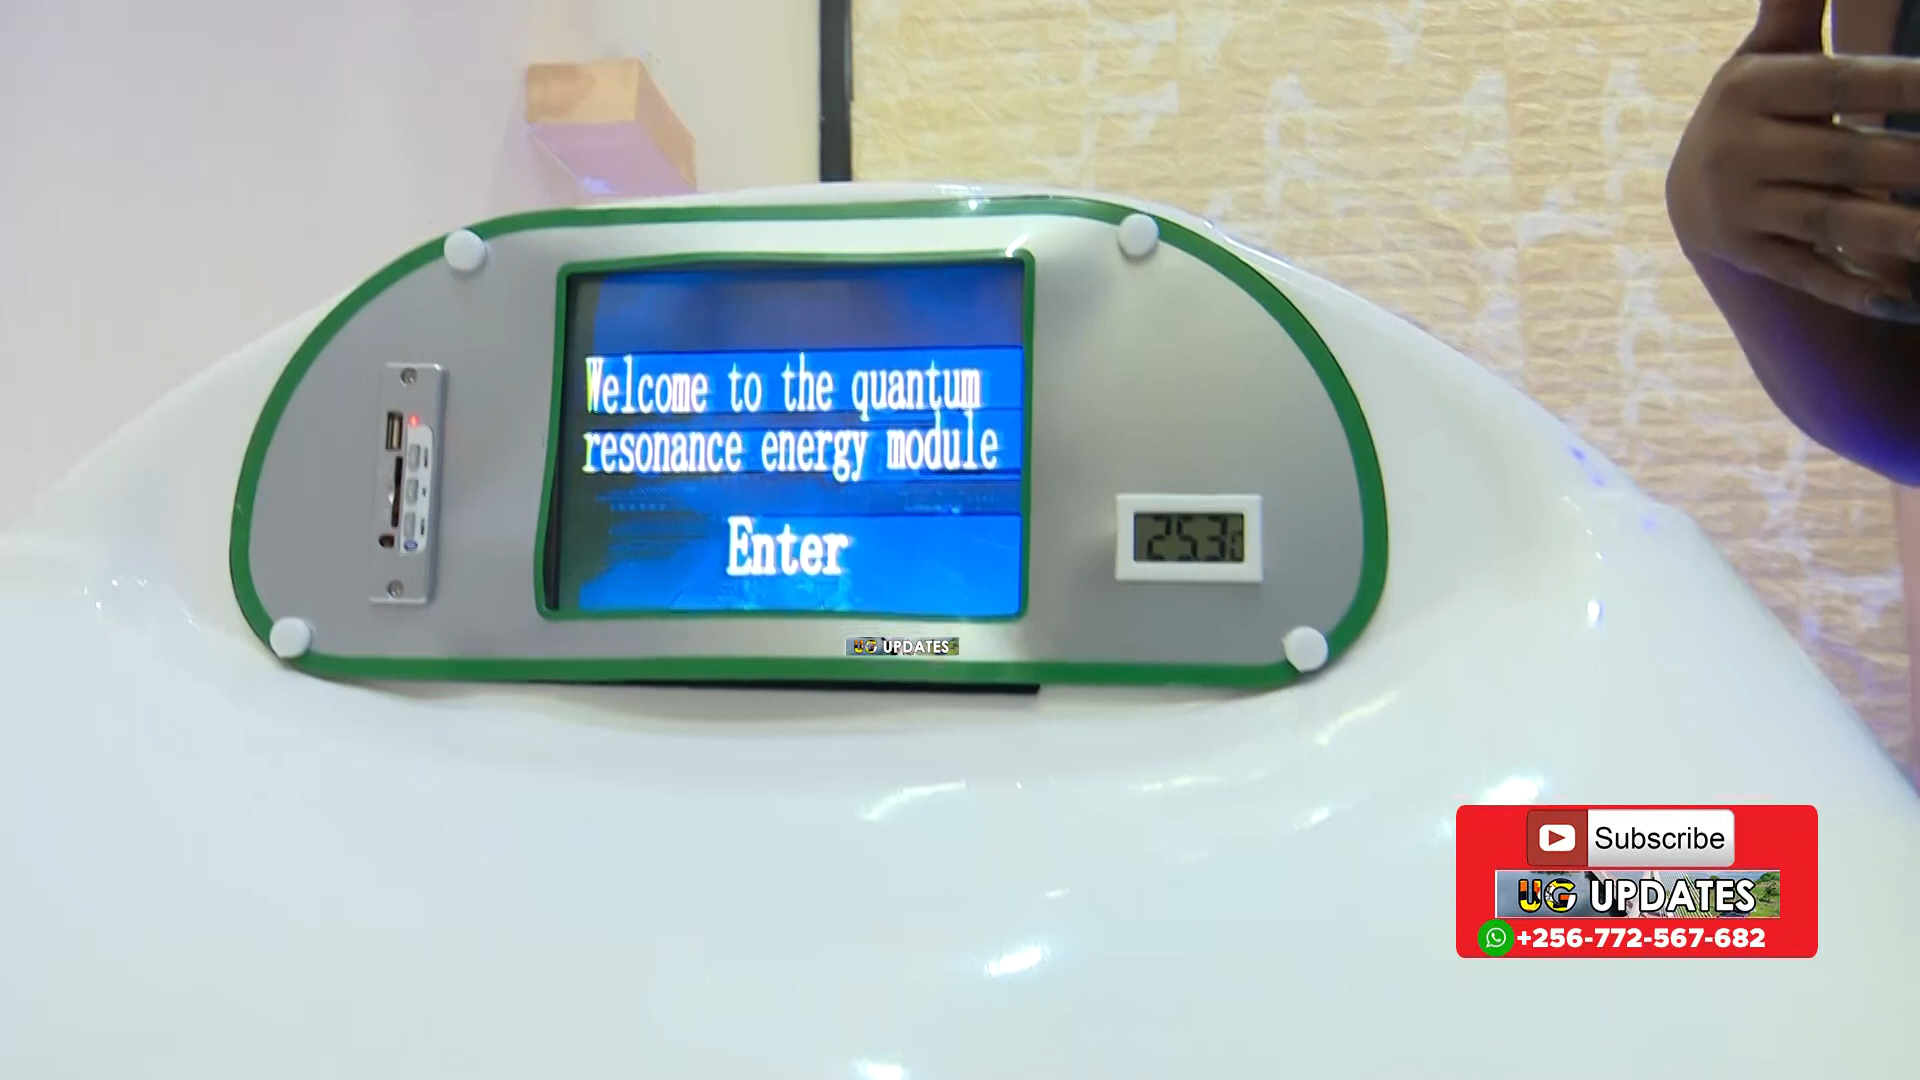 Welcome to the quantum
resonance energy module
Enter
25.3
UG UPDATES
Subscribe
UG UPDATES
+256-772-567-682